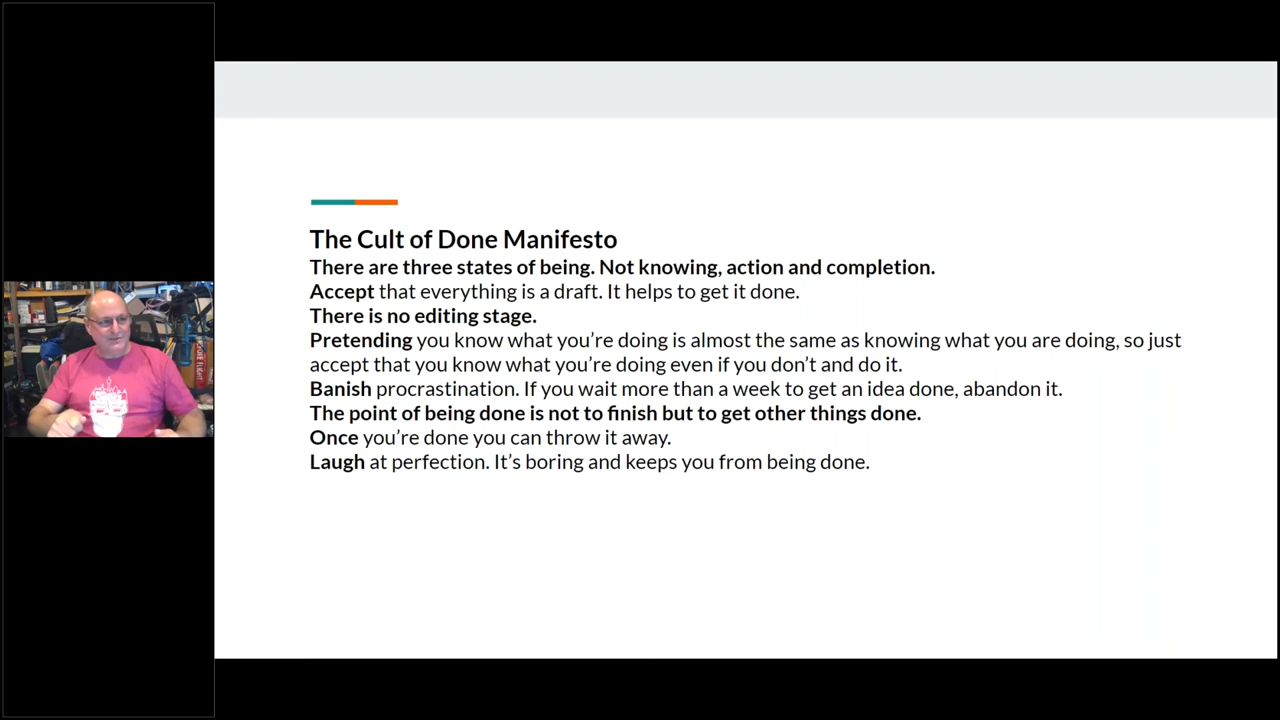 The Cult of Done Manifesto
There are three states of being. Not knowing, action and completion.
Accept that everything is a draft. It helps to get it done.
There is no editing stage.
Pretending you know what you’re doing is almost the same as knowing what you are doing, so just
accept that you know what you’re doing even if you don’t and do it.
Banish procrastination. If you wait more than a week to get an idea done, abandon it.
The point of being done is not to finish but to get other things done.
Once you’re done you can throw it away.
Laugh at perfection. It’s boring and keeps you from being done.